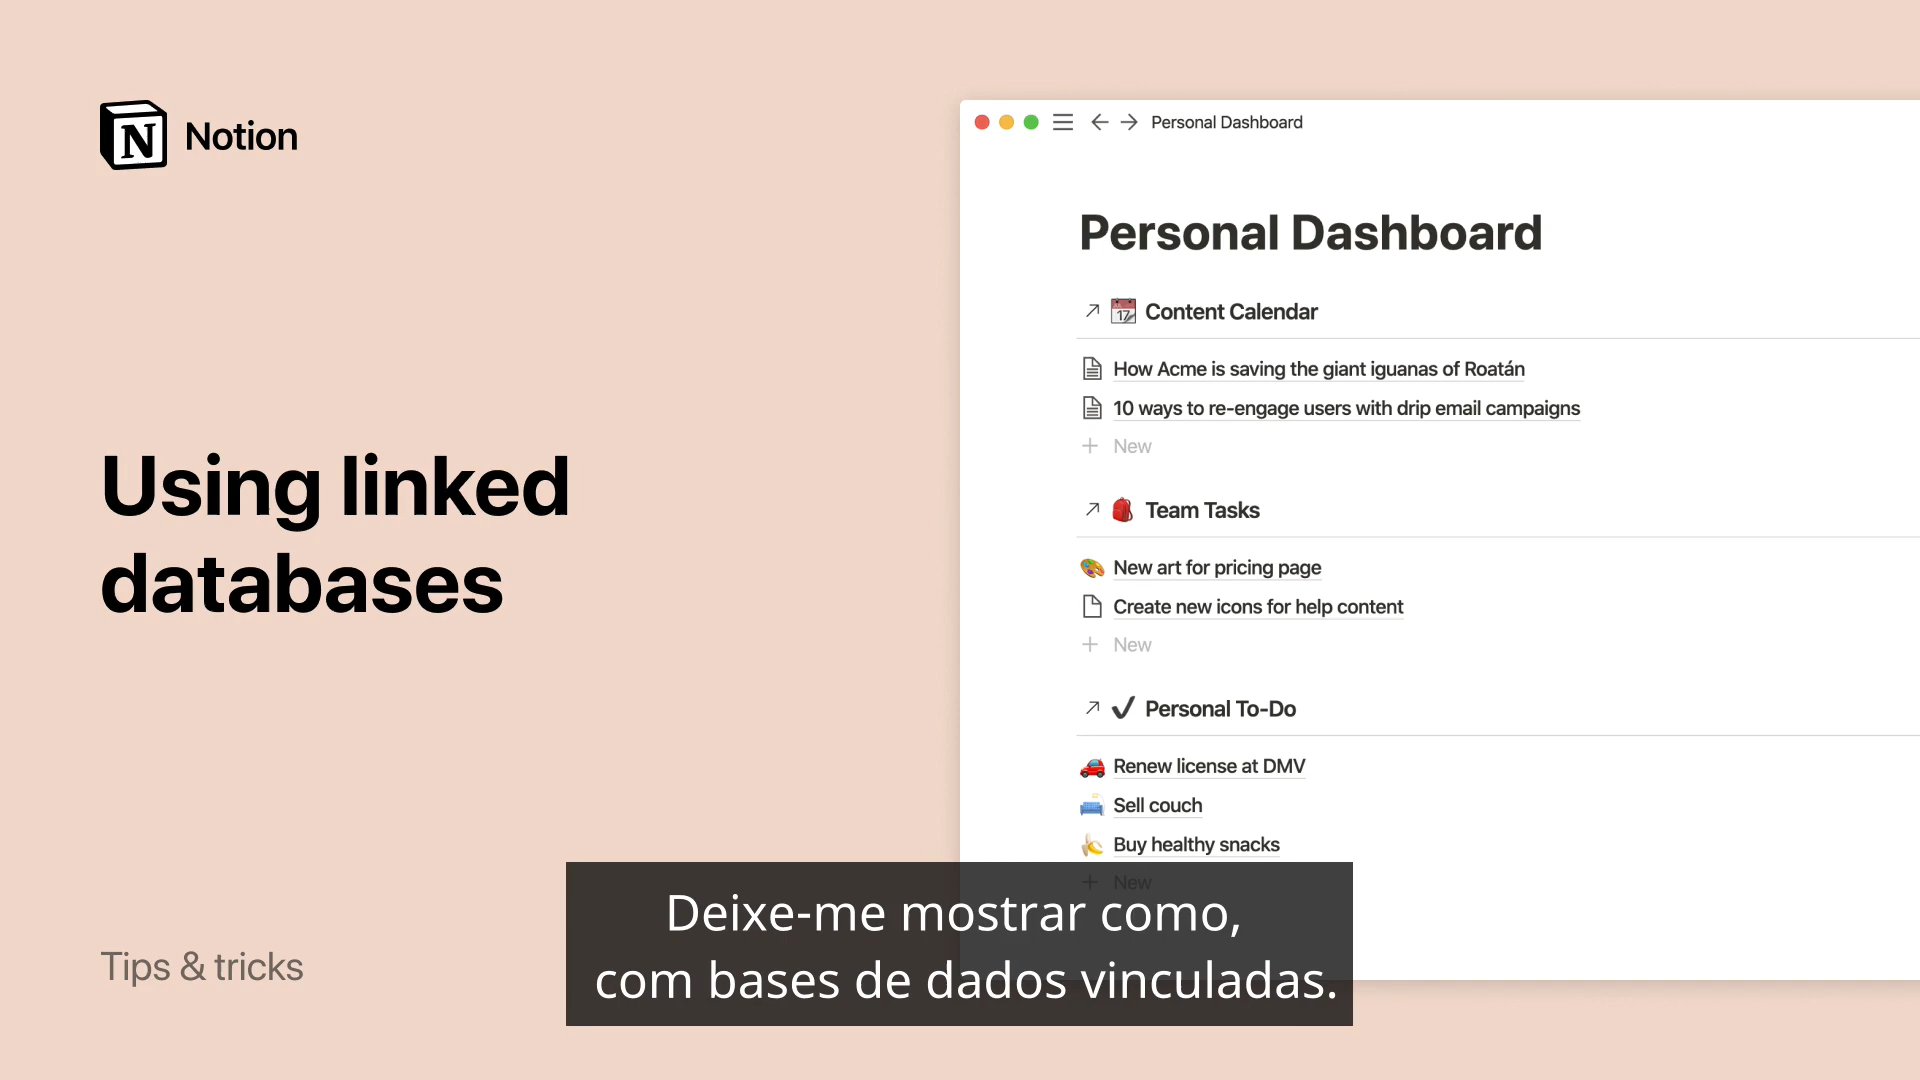 Notion
Using linked
databases
Tips & tricks
Personal Dashboard
Personal Dashboard
17
Content Calendar
How Acme is saving the giant iguanas of Roatán
10 ways to re-engage users with drip email campaigns
New
Team Tasks
New art for pricing page
Create new icons for help content
New
Personal To-Do
Renew license at DMV
Sell couch
Buy healthy snacks
New
Deixe-me mostrar como,
com bases de dados vinculadas.